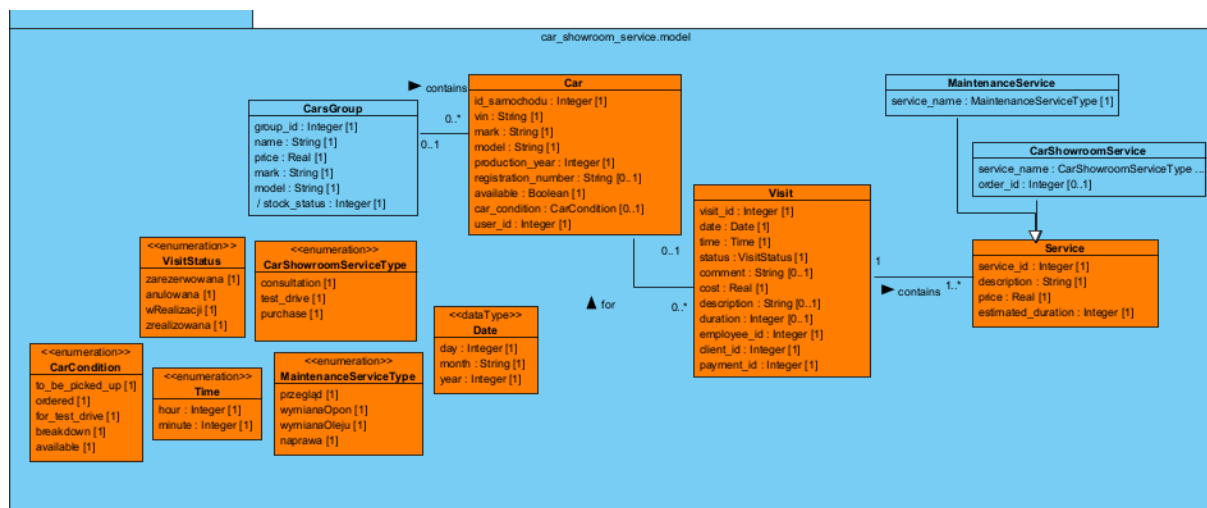 car_showroom_service.model
contains
0..*
0..1
CarsGroup
group_id : Integer [1]
name : String [1]
price : Real [1]
mark : String [1]
model : String [1]
/ stock_status : Integer [1]
Car
id_samochodu : Integer [1]
vin : String [1]
mark : String [1]
model : String [1]
production_year : Integer [1]
registration_number : String [0..1]
available : Boolean [1]
car_condition : CarCondition [0..1]
user_id : Integer [1]
MaintenanceService
service_name : MaintenanceServiceType [1]
CarShowroomService
service_name : CarShowroomServiceType ...
order_id : Integer [0..1]
Visit
visit_id : Integer [1]
date : Date [1]
time : Time [1]
status : VisitStatus [1]
comment : String [0..1]
cost : Real [1]
description : String [0..1]
duration : Integer [0..1]
employee_id : Integer [1]
client_id : Integer [1]
payment_id : Integer [1]
0..1
for
0..*
1
contains
1..*
Service
service_id : Integer [1]
description : String [1]
price : Real [1]
estimated_duration : Integer [1]
<<enumeration>>
VisitStatus
zarezerwowana [1]
anulowana [1]
wRealizacji [1]
zrealizowana [1]
<<enumeration>>
CarShowroomServiceType
consultation [1]
test_drive [1]
purchase [1]
<<dataType>>
Date
day : Integer [1]
month : String [1]
year : Integer [1]
<<enumeration>>
CarCondition
to_be_picked_up [1]
ordered [1]
for_test_drive [1]
breakdown [1]
available [1]
<<enumeration>>
Time
hour : Integer [1]
minute : Integer [1]
<<enumeration>>
MaintenanceServiceType
przegląd [1]
wymianaOpon [1]
wymianaOleju [1]
naprawa [1]